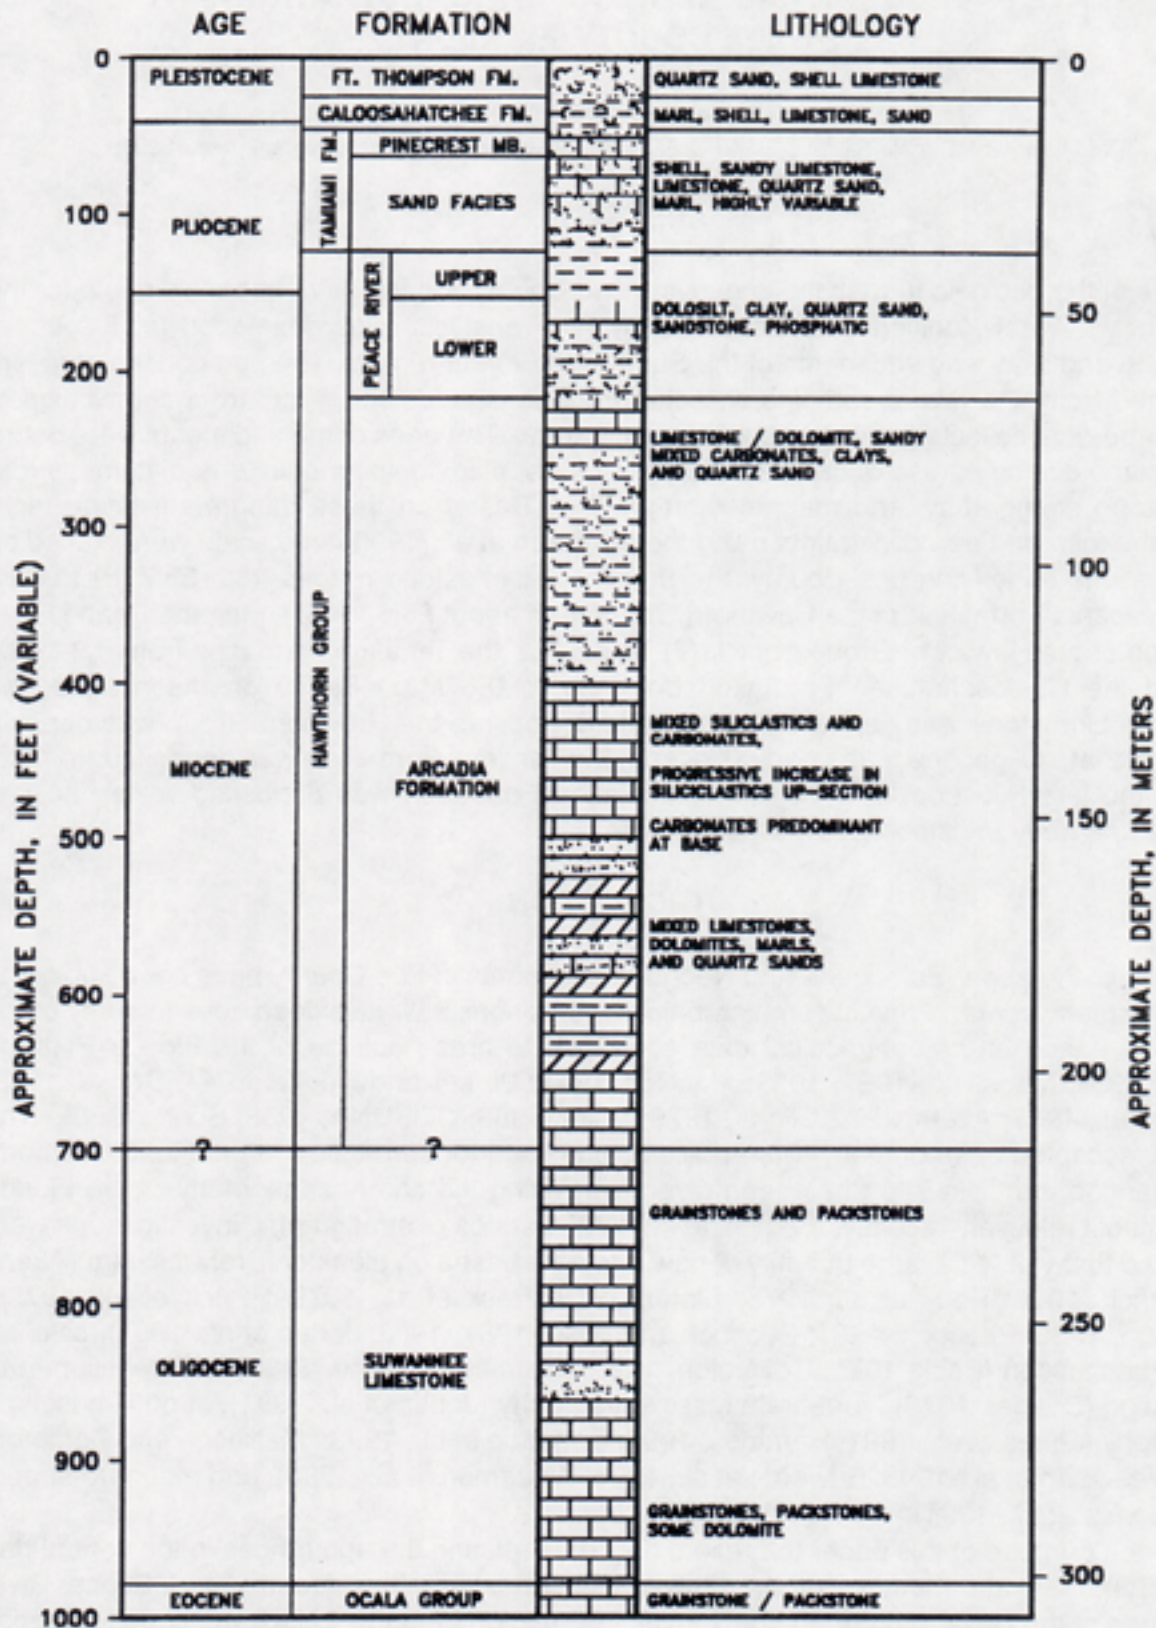 AGE FORMATION LITHOLOGY
0 PLEISTOCENE FT. THOMPSON FM. QUARTZ SAND, SHELL LIMESTONE 0
CALOOSAHATCHEE FM. MARL, SHELL, LIMESTONE, SAND
TAMIAMI FM.
PINECREST MB.
SHELL, SANDY LIMESTONE,
LIMESTONE, QUARTZ SAND,
MARL, HIGHLY VARIABLE
SAND FACIES
100
PLIOCENE
PEACE RIVER
UPPER
DOLOSILT, CLAY, QUARTZ SAND,
SANDSTONE, PHOSPHATIC
50
LOWER
200
LIMESTONE / DOLOMITE, SANDY
MIXED CARBONATES, CLAYS,
AND QUARTZ SAND
300
100
HAWTHORN GROUP
400
MIXED SILICLASTICS AND
CARBONATES,
MIOCENE
ARCADIA
FORMATION
PROGRESSIVE INCREASE IN
SILICICLASTICS UP-SECTION
150
CARBONATES PREDOMINANT
AT BASE
500
MIXED LIMESTONES,
DOLOMITES, MARLS,
AND QUARTZ SANDS
600
200
700 ? ?
GRAINSTONES AND PACKSTONES
800
250
OLIGOCENE
SUWANNEE
LIMESTONE
900
GRAINSTONES, PACKSTONES,
SOME DOLOMITE
300
EOCENE OCALA GROUP GRAINSTONE / PACKSTONE
1000
APPROXIMATE DEPTH, IN FEET (VARIABLE)
APPROXIMATE DEPTH, IN METERS